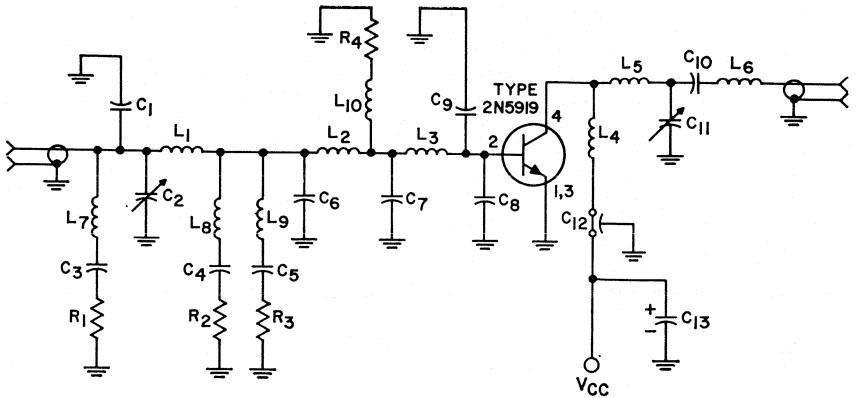 R4
C1
L10
C9
TYPE
2N5919
4
L5
C10
L6
L1
L2
L3
2
L4
C11
1,3
L7
C2
L8
L9
C6
C7
C8
C12
C3
C4
C5
R1
R2
R3
+
−
C13
VCC